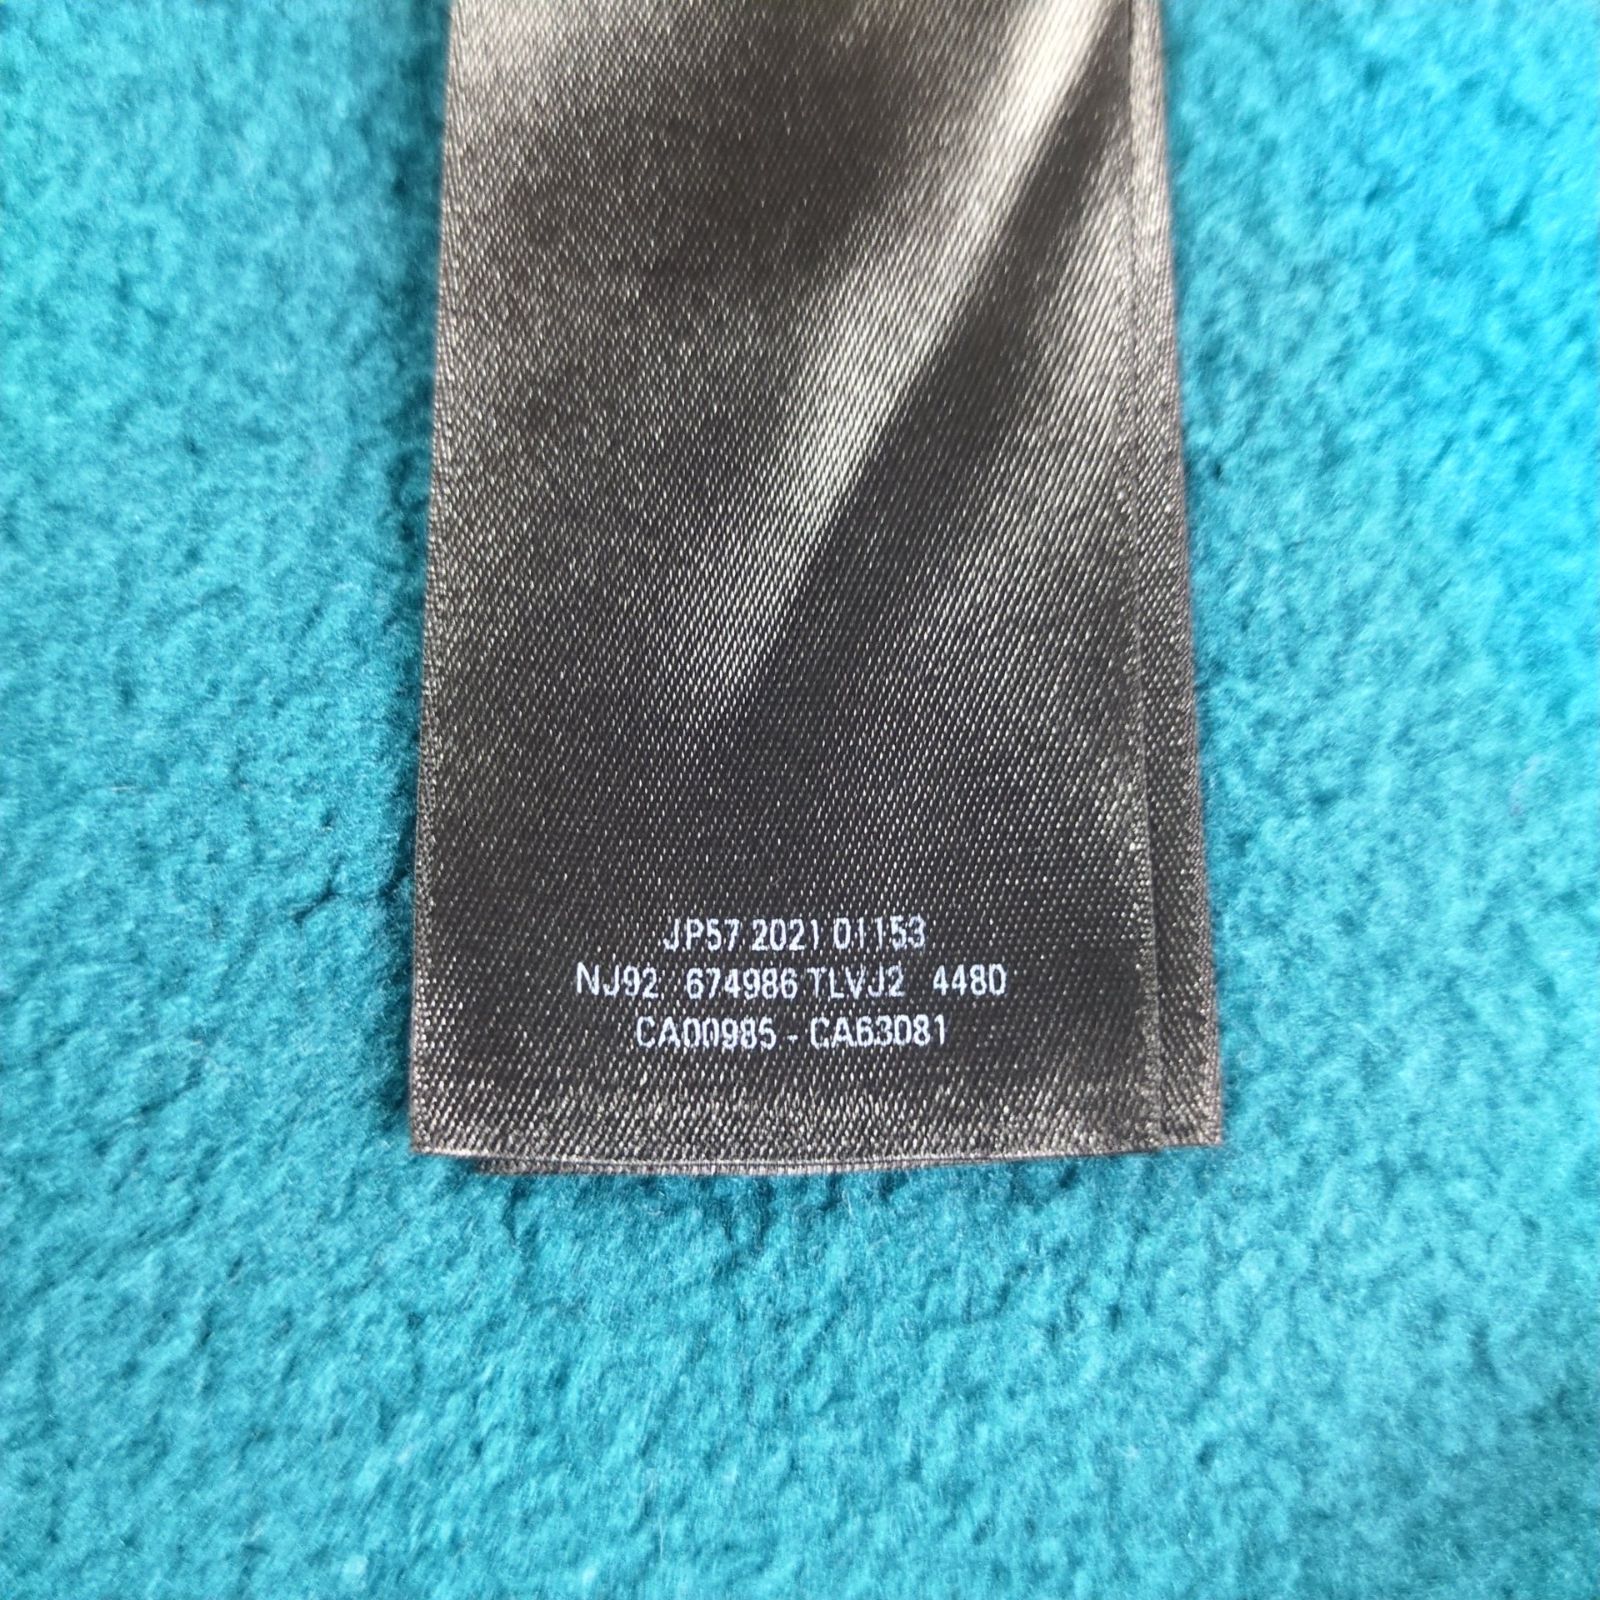 JP57 2021 01153
NJ92 674986 TLVJ2 4480
CA00985 - CA63081